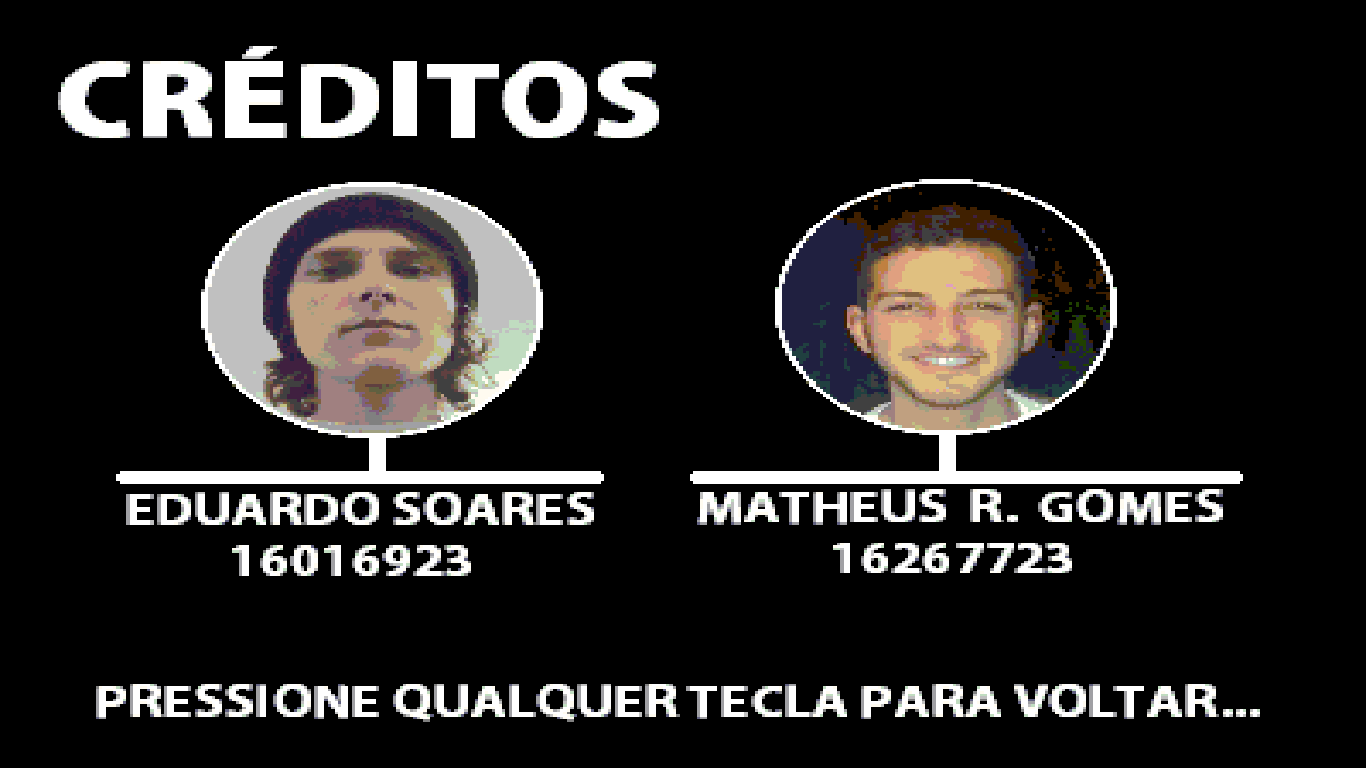 CRÉDITOS
EDUARDO SOARES
16016923
MATHEUS R. GOMES
16267723
PRESSIONE QUALQUER TECLA PARA VOLTAR...